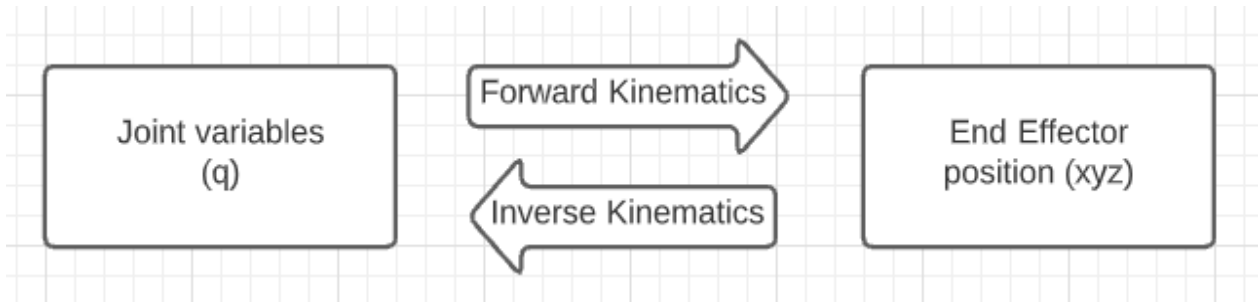 Joint variables
(q)
Forward Kinematics
Inverse Kinematics
End Effector
position (xyz)